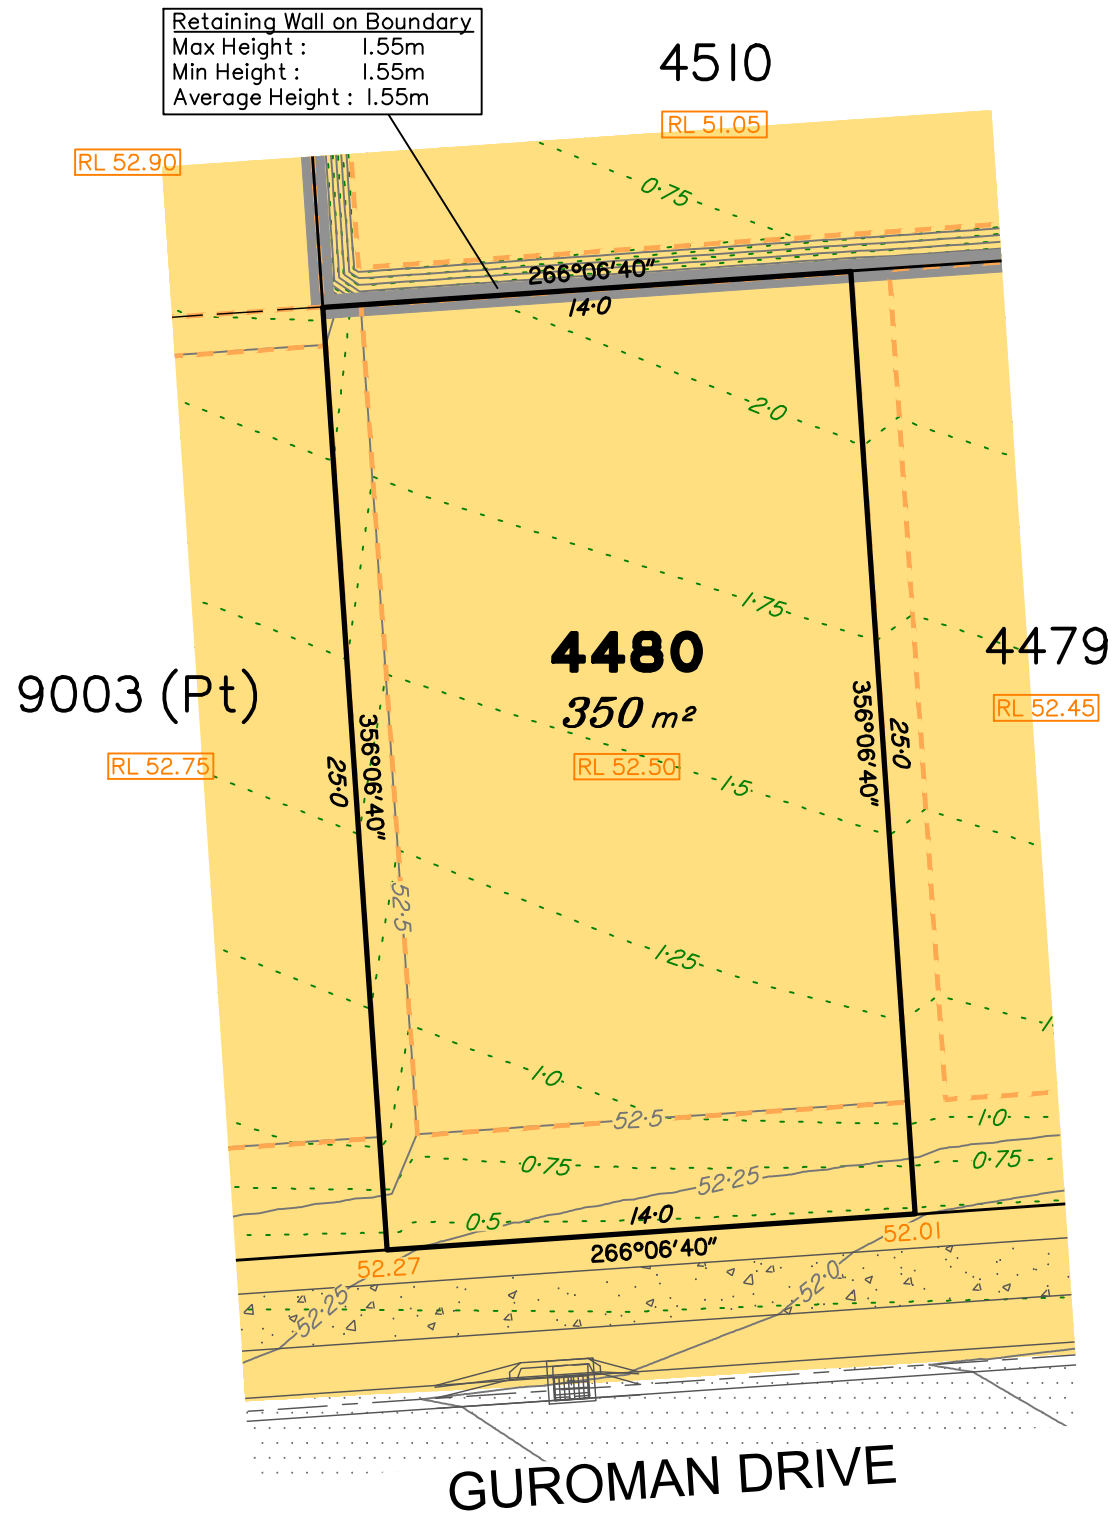 Retaining Wall on Boundary
Max Height : 1.55m
Min Height : 1.55m
Average Height : 1.55m
4510
RL 51.05
RL 52.90
0.75
266°06'40"
14.0
2.0
1.75
4480
350 m²
RL 52.50
4479
RL 52.45
9003 (Pt)
RL 52.75
356°06'40"
25.0
356°06'40"
25.0
1.5
52.5
1.25
1.0
52.5
1.0
0.75
0.75
52.25
0.5
14.0
266°06'40"
52.01
52.27
52.25
52.0
GUROMAN DRIVE